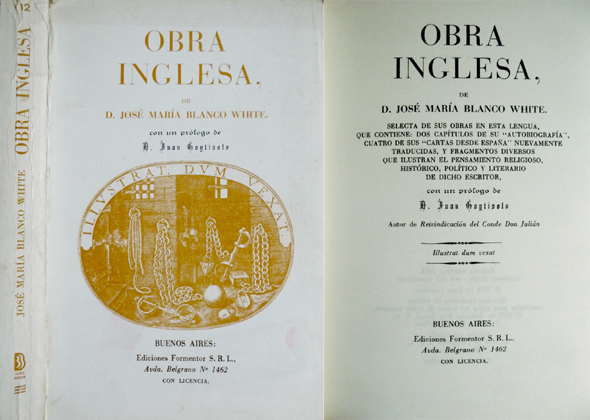 12
OBRA INGLESA
JOSÉ MARÍA BLANCO WHITE
OBRA
INGLESA,
DE
D. JOSÉ MARÍA BLANCO WHITE.
con un prólogo de
D. Juan Goytisolo
ILLVSTRAT, DVM VEXAT
BUENOS AIRES:
Ediciones Formentor S. R. L.,
Avda. Belgrano Nº 1462
CON LICENCIA.
OBRA
INGLESA,
DE
D. JOSÉ MARÍA BLANCO WHITE.
SELECTA DE SUS OBRAS EN ESTA LENGUA,
QUE CONTIENE: DOS CAPÍTULOS DE SU "AUTOBIOGRAFÍA",
CUATRO DE SUS "CARTAS DESDE ESPAÑA" NUEVAMENTE
TRADUCIDAS, Y FRAGMENTOS DIVERSOS
QUE ILUSTRAN EL PENSAMIENTO RELIGIOSO,
HISTÓRICO, POLÍTICO Y LITERARIO
DE DICHO ESCRITOR,
con un prólogo de
D. Juan Goytisolo
Autor de Reivindicación del Conde Don Julián
Illustrat dum vexat
BUENOS AIRES:
Ediciones Formentor S. R. L.,
Avda. Belgrano Nº 1462
CON LICENCIA.